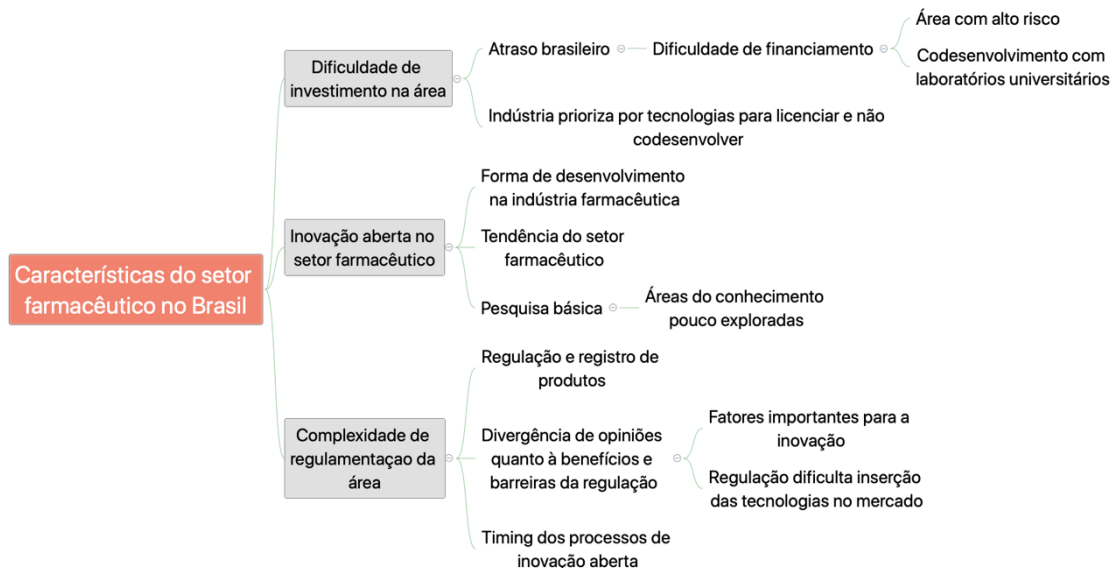 Características do setor
farmacêutico no Brasil
Dificuldade de
investimento na área
Atraso brasileiro
Dificuldade de financiamento
Área com alto risco
Codesenvolvimento com
laboratórios universitários
Indústria prioriza por tecnologias para licenciar e não
codesenvolver
Inovação aberta no
setor farmacêutico
Forma de desenvolvimento
na indústria farmacêutica
Tendência do setor
farmacêutico
Pesquisa básica
Áreas do conhecimento
pouco exploradas
Complexidade de
regulamentaçao da
área
Regulação e registro de
produtos
Divergência de opiniões
quanto à benefícios e
barreiras da regulação
Fatores importantes para a
inovação
Regulação dificulta inserção
das tecnologias no mercado
Timing dos processos de
inovação aberta